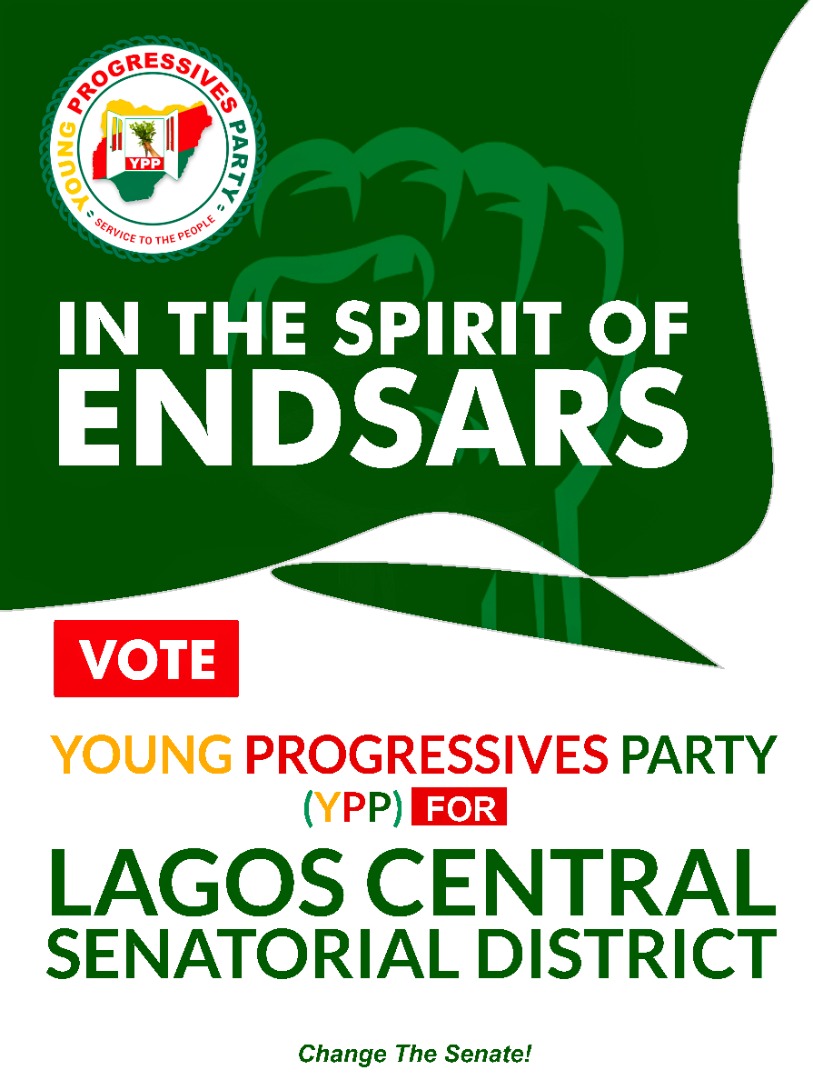 YOUNG PROGRESSIVES PARTY
YPP
SERVICE TO THE PEOPLE
IN THE SPIRIT OF
ENDSARS
VOTE
YOUNG PROGRESSIVES PARTY
(YPP) FOR
LAGOS CENTRAL
SENATORIAL DISTRICT
Change The Senate!